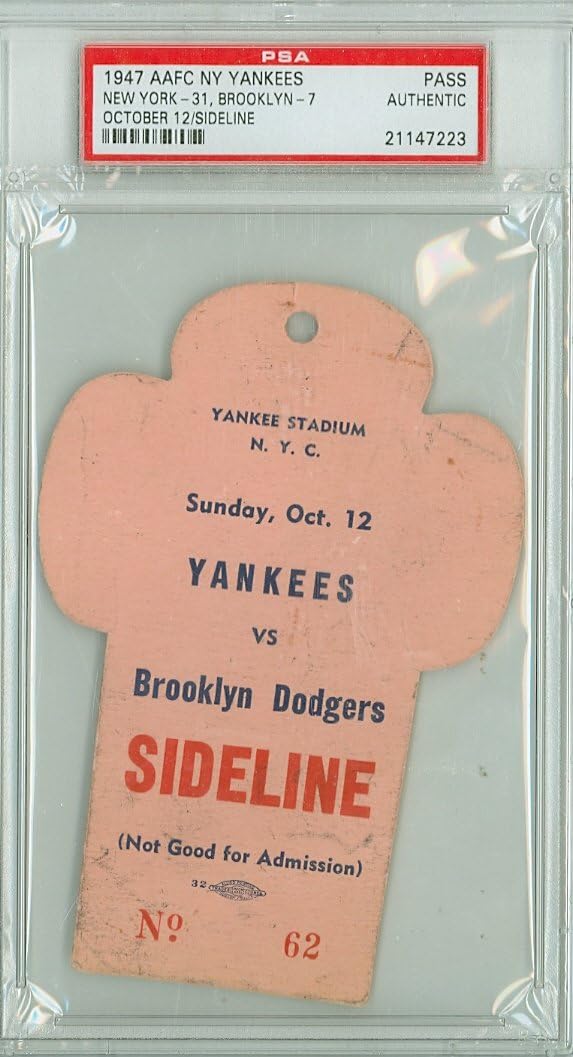 PSA
1947 AAFC NY YANKEES PASS
NEW YORK - 31, BROOKLYN - 7 AUTHENTIC
OCTOBER 12/SIDELINE
21147223
YANKEE STADIUM
N. Y. C.
Sunday, Oct. 12
YANKEES
VS
Brooklyn Dodgers
SIDELINE
(Not Good for Admission)
32
Nº 62